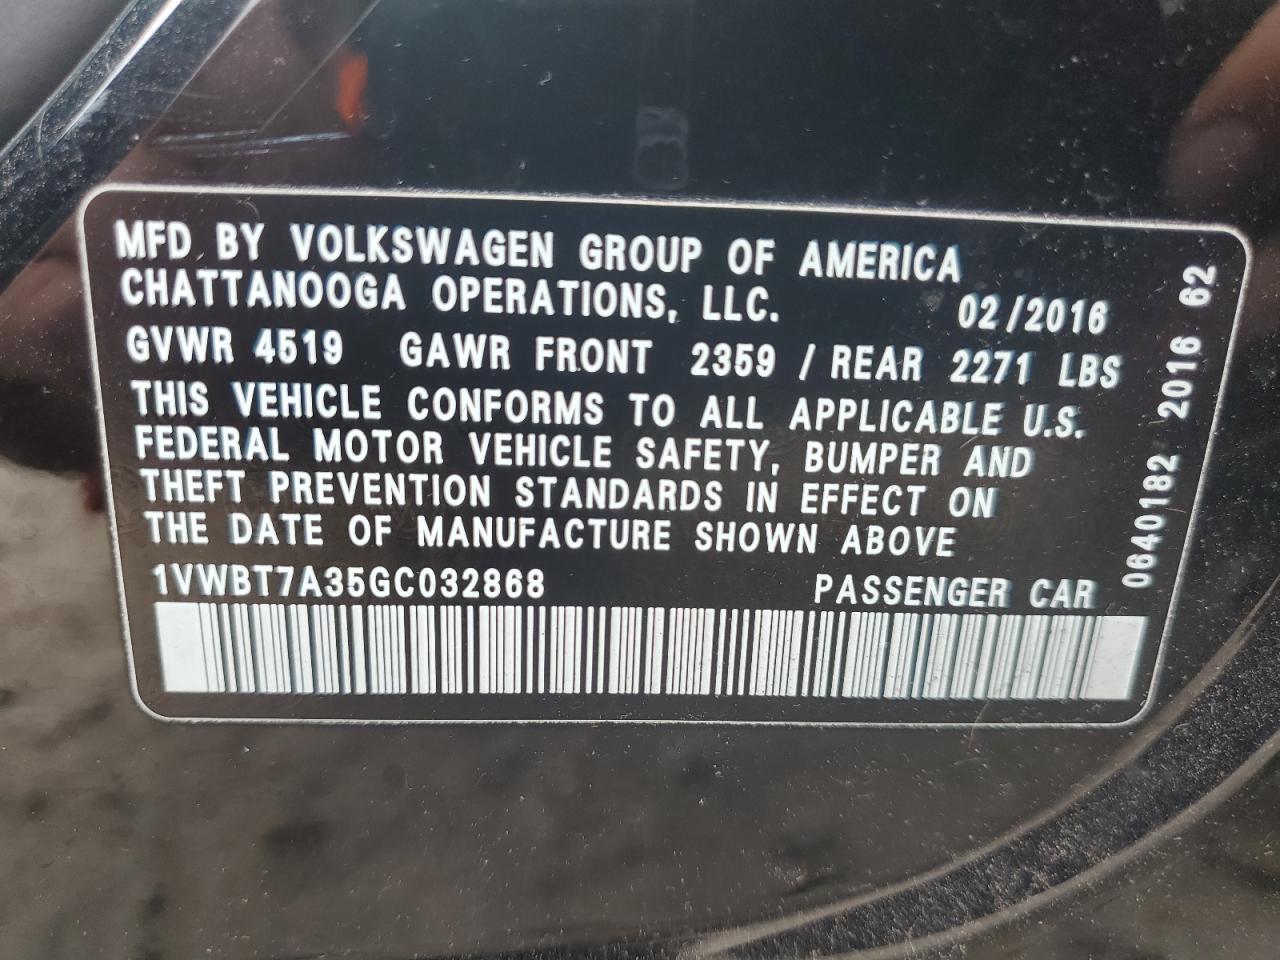 MFD. BY VOLKSWAGEN GROUP OF AMERICA
CHATTANOOGA OPERATIONS, LLC. 02/2016
GVWR 4519 GAWR FRONT 2359 / REAR 2271 LBS
THIS VEHICLE CONFORMS TO ALL APPLICABLE U.S.
FEDERAL MOTOR VEHICLE SAFETY, BUMPER AND
THEFT PREVENTION STANDARDS IN EFFECT ON
THE DATE OF MANUFACTURE SHOWN ABOVE
1VWBT7A35GC032868 PASSENGER CAR
0640182 2016 62